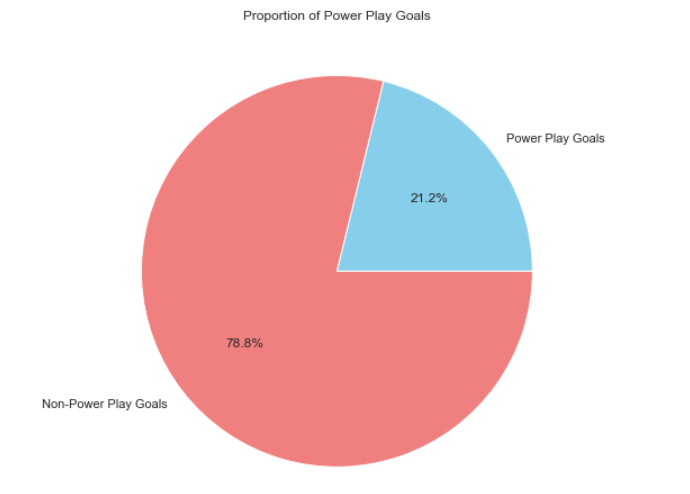 Proportion of Power Play Goals
Power Play Goals
21.2%
78.8%
Non-Power Play Goals